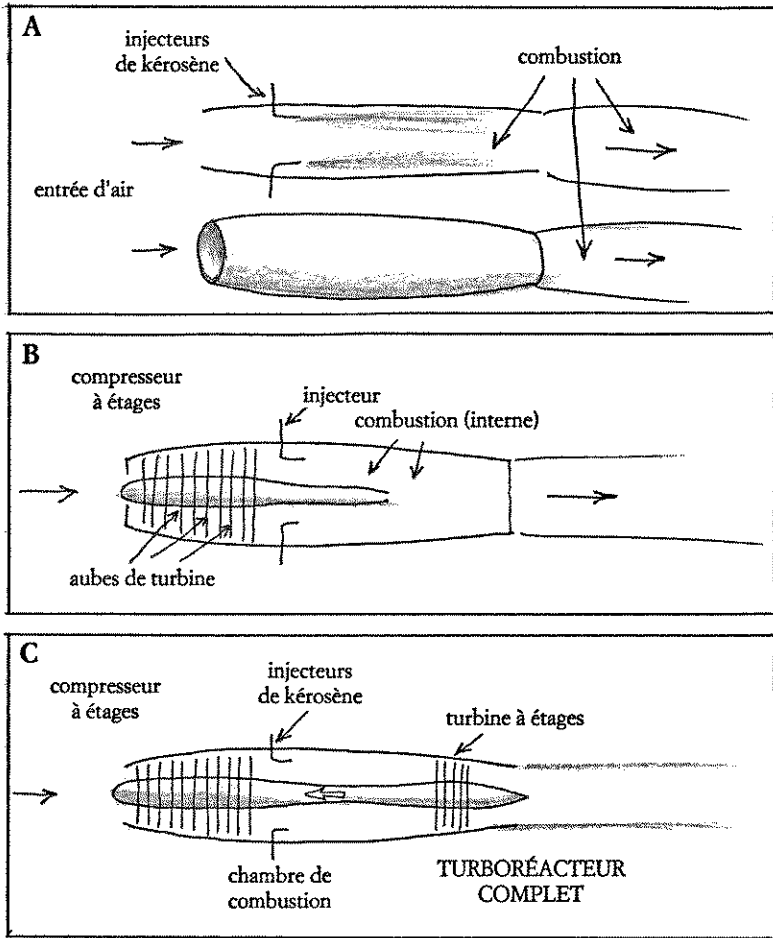 A
injecteurs
de kérosène
combustion
entrée d'air
B
compresseur
à étages
injecteur
combustion (interne)
aubes de turbine
C
compresseur
à étages
injecteurs
de kérosène
turbine à étages
chambre de
combustion
TURBORÉACTEUR
COMPLET